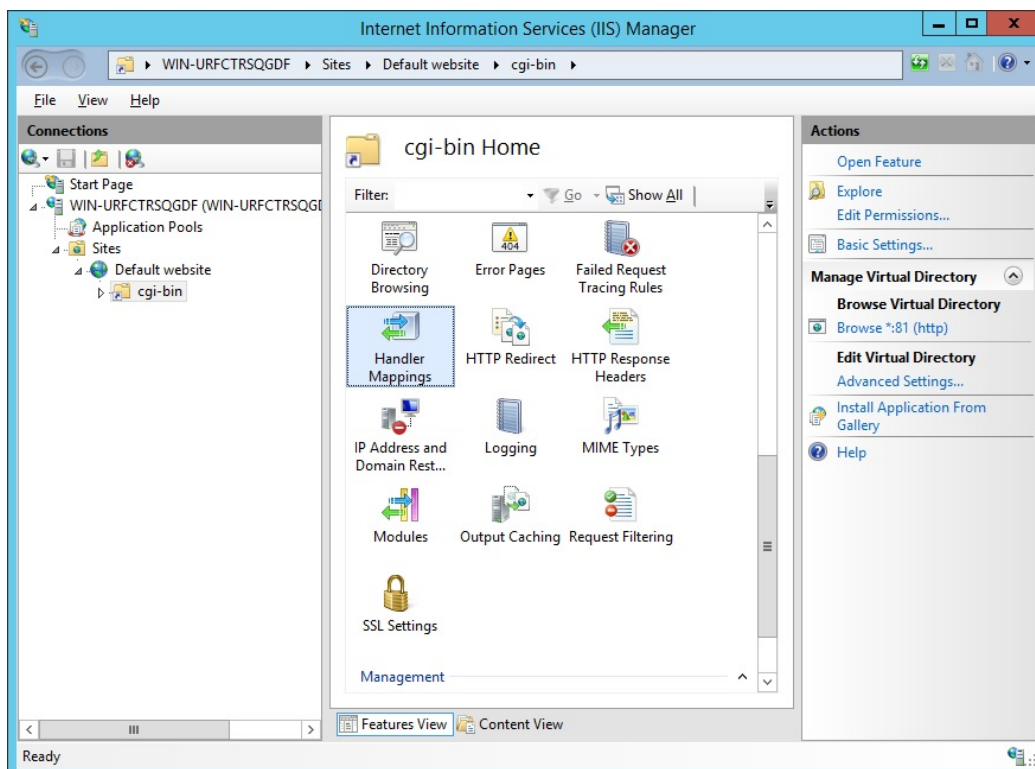 Internet Information Services (IIS) Manager
WIN-URFCTRSQGDF Sites Default website cgi-bin
File View Help
Connections
Start Page
WIN-URFCTRSQGDF (WIN-URFCTRSQGI
Application Pools
Sites
Default website
cgi-bin
cgi-bin Home
Filter: Go Show All
Directory
Browsing
Error Pages
404
Failed Request
Tracing Rules
Handler
Mappings
HTTP Redirect
HTTP Response
Headers
IP Address and
Domain Rest...
Logging
MIME Types
Modules
Output Caching
Request Filtering
SSL Settings
Management
Features View
Content View
Actions
Open Feature
Explore
Edit Permissions...
Basic Settings...
Manage Virtual Directory
Browse Virtual Directory
Browse *:81 (http)
Edit Virtual Directory
Advanced Settings...
Install Application From
Gallery
Help
Ready